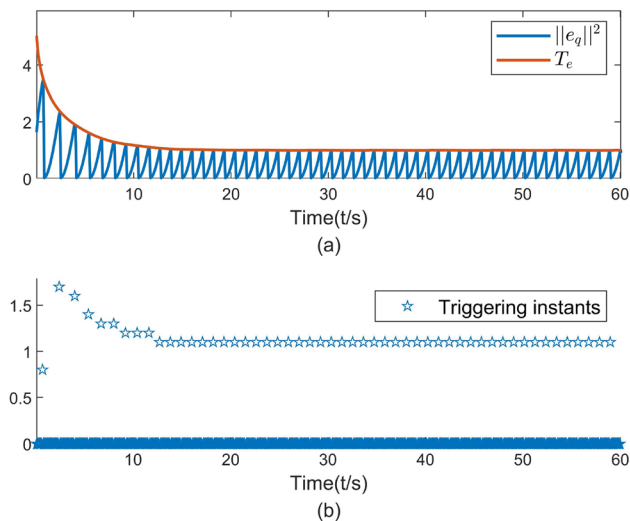 (a)
4
2
0
||e_q||^2
T_e
10 20 30 40 50 60
Time(t/s)
(a)
1.5
1
0.5
0
Triggering instants
10 20 30 40 50 60
Time(t/s)
(b)